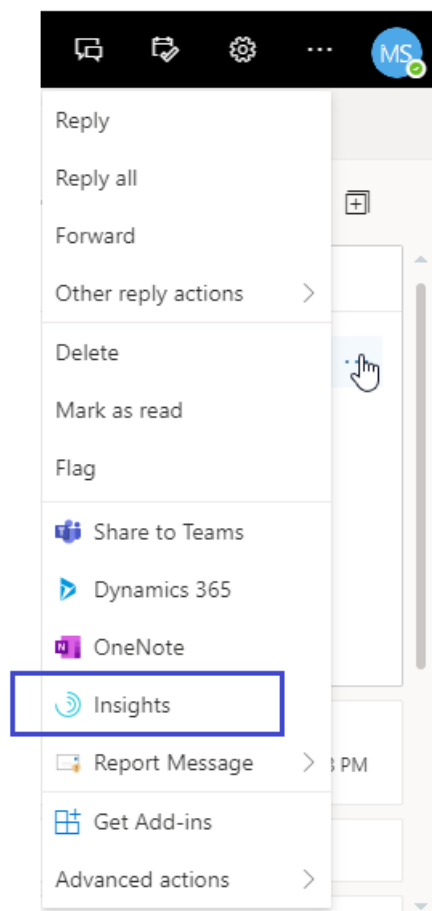 MS
Reply
Reply all
Forward
Other reply actions
Delete
Mark as read
Flag
Share to Teams
Dynamics 365
N OneNote
Insights
Report Message
PM
Get Add-ins
Advanced actions